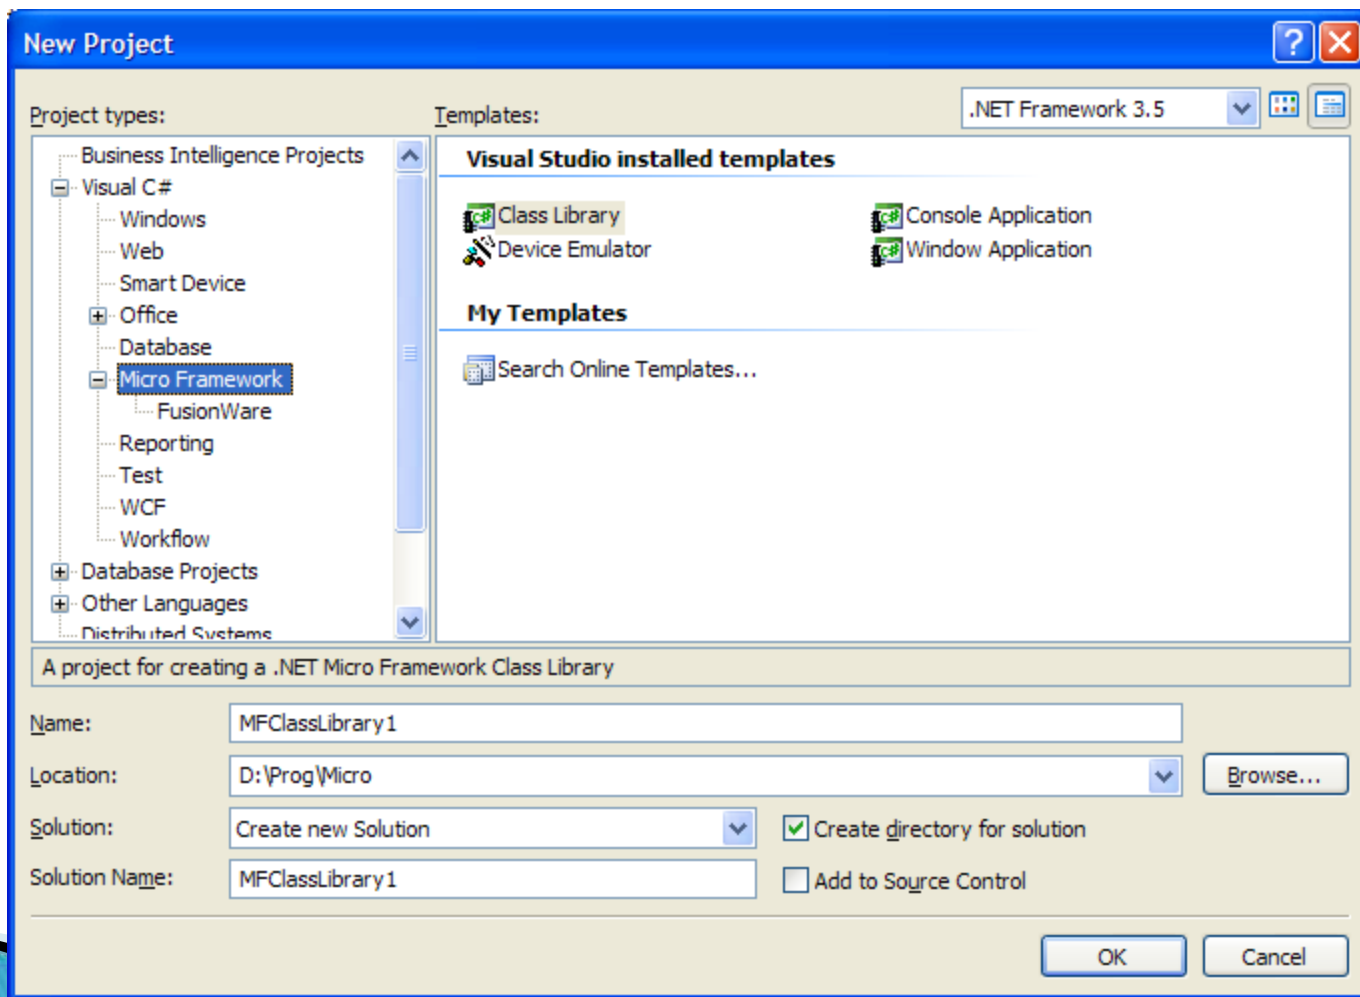 New Project
Project types:
Templates:
.NET Framework 3.5
Business Intelligence Projects
Visual C#
Windows
Web
Smart Device
Office
Database
Micro Framework
FusionWare
Reporting
Test
WCF
Workflow
Database Projects
Other Languages
Distributed Systems
Visual Studio installed templates
Class Library
Console Application
Device Emulator
Window Application
My Templates
Search Online Templates...
A project for creating a .NET Micro Framework Class Library
Name:
MFClassLibrary1
Location:
D:\Prog\Micro
Browse...
Solution:
Create new Solution
Create directory for solution
Solution Name:
MFClassLibrary1
Add to Source Control
OK
Cancel